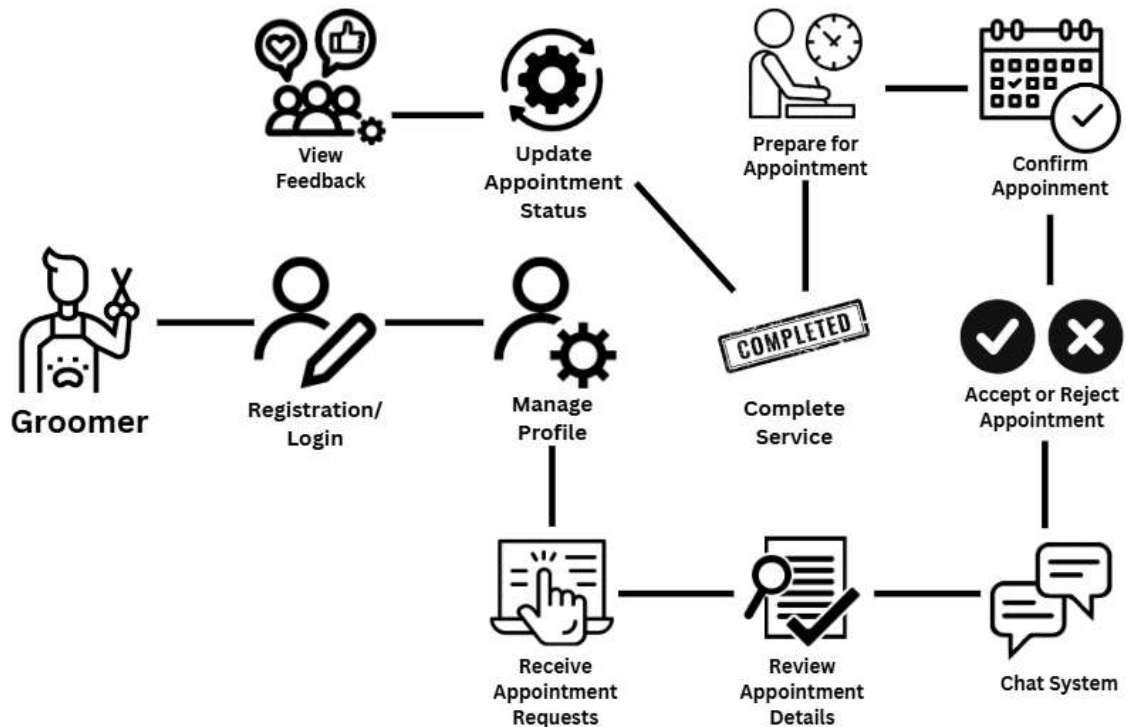 View
Feedback
Update
Appointment
Status
Prepare for
Appointment
Confirm
Appoinment
Groomer
Registration/
Login
Manage
Profile
COMPLETED
Complete
Service
Accept or Reject
Appointment
Receive
Appointment
Requests
Review
Appointment
Details
Chat System